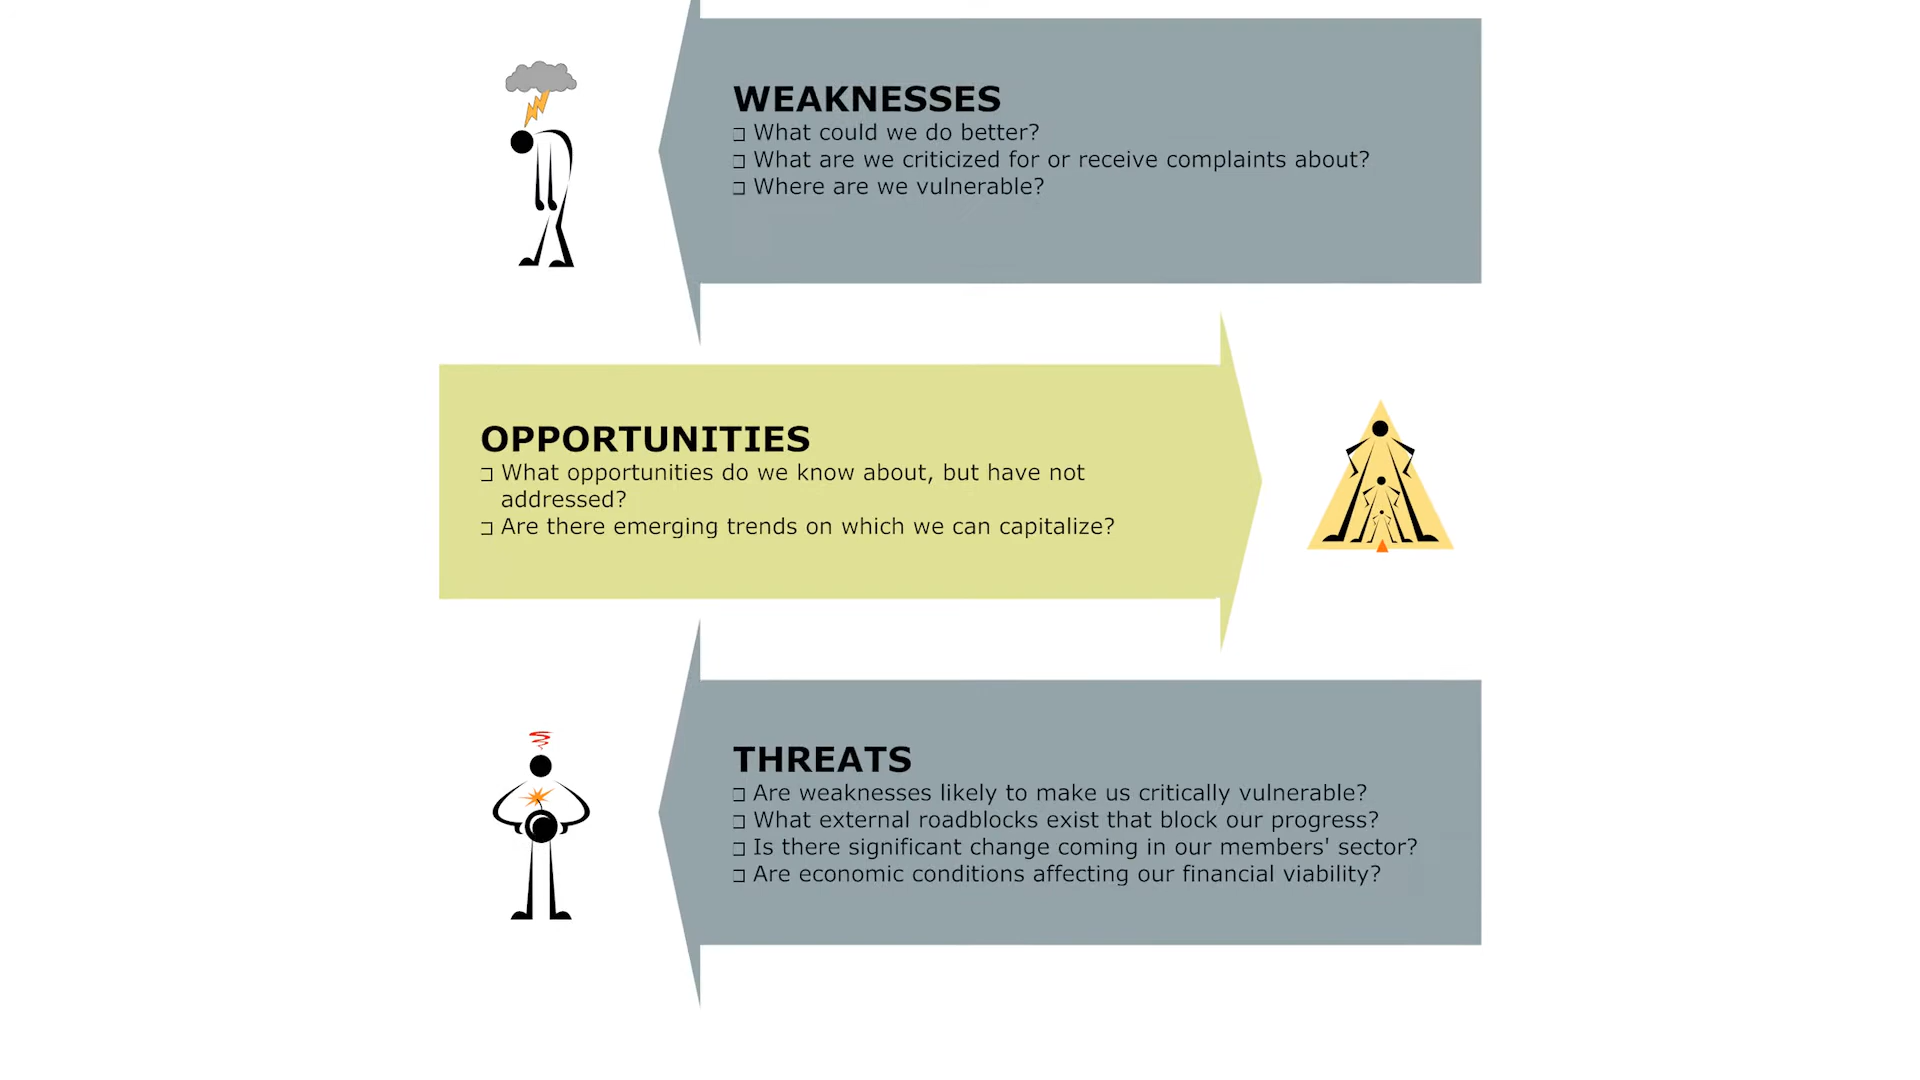 WEAKNESSES
□ What could we do better?
□ What are we criticized for or receive complaints about?
□ Where are we vulnerable?
OPPORTUNITIES
□ What opportunities do we know about, but have not
addressed?
□ Are there emerging trends on which we can capitalize?
THREATS
□ Are weaknesses likely to make us critically vulnerable?
□ What external roadblocks exist that block our progress?
□ Is there significant change coming in our members' sector?
□ Are economic conditions affecting our financial viability?